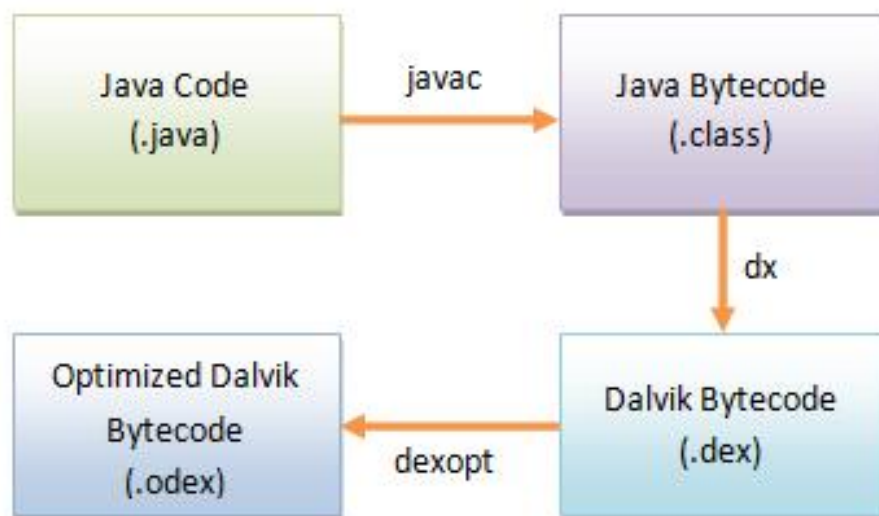 Java Code
(.java)
javac
Java Bytecode
(.class)
dx
Dalvik Bytecode
(.dex)
dexopt
Optimized Dalvik
Bytecode
(.odex)